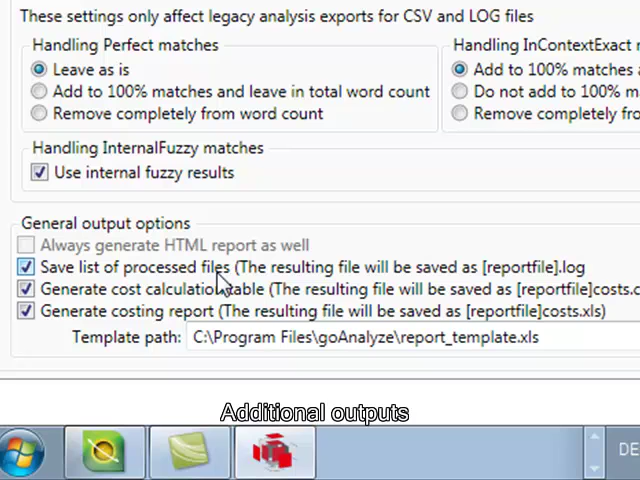 These settings only affect legacy analysis exports for CSV and LOG files
Handling Perfect matches
Handling InContextExact
Leave as is
Add to 100% matches
Add to 100% matches and leave in total word count
Do not add to 100% m
Remove completely from word count
Remove completely from
Handling InternalFuzzy matches
Use internal fuzzy results
General output options
Always generate HTML report as well
Save list of processed files (The resulting file will be saved as [reportfile].log
Generate cost calculation table (The resulting file will be saved as [reportfile]costs.c
Generate costing report (The resulting file will be saved as [reportfile]costs.xls)
Template path: C:\Program Files\goAnalyze\report_template.xls
Additional outputs
DE